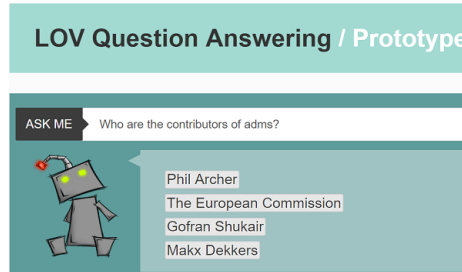 LOV Question Answering / Prototype
ASK ME
Who are the contributors of adms?
Phil Archer
The European Commission
Gofran Shukair
Makx Dekkers